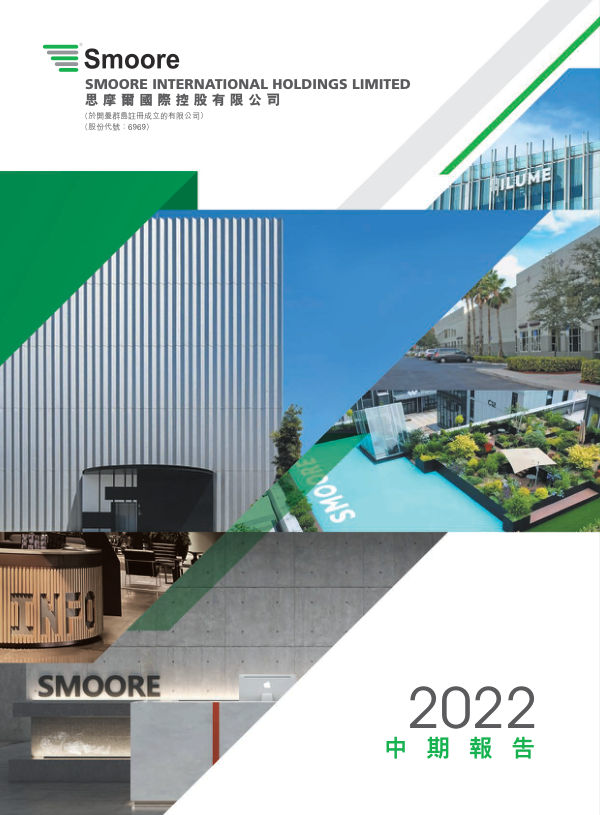 Smoore
SMOORE INTERNATIONAL HOLDINGS LIMITED
思摩爾國際控股有限公司
(於開曼群島註冊成立的有限公司)
(股份代號：6969)
HILUME
SMOORE
INFO
SMOORE
2022
中期報告